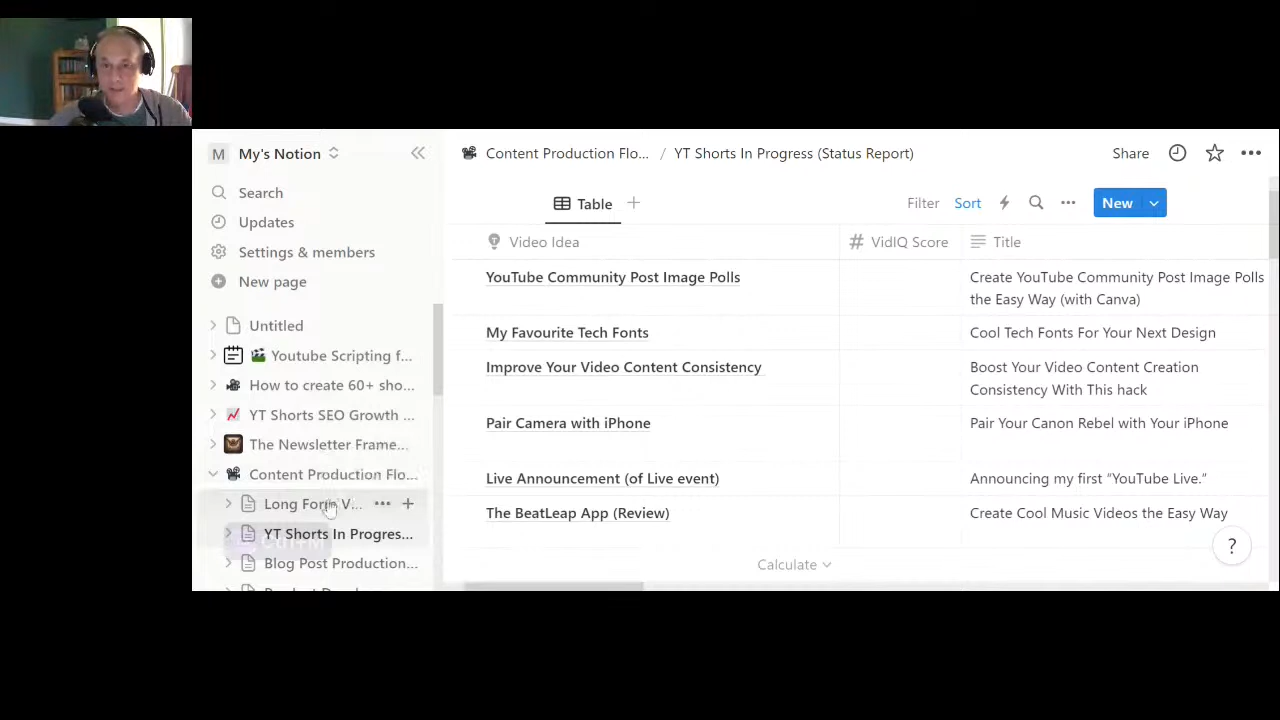 M My's Notion
Content Production Flo... / YT Shorts In Progress (Status Report)
Share
Search
Updates
Settings & members
New page
Untitled
Youtube Scripting f...
How to create 60+ sho...
YT Shorts SEO Growth ...
The Newsletter Frame...
Content Production Flo...
Long Form V...
YT Shorts In Progres...
Blog Post Production...
Table
Filter
Sort
New
Video Idea
VidIQ Score
Title
YouTube Community Post Image Polls
Create YouTube Community Post Image Polls
the Easy Way (with Canva)
My Favourite Tech Fonts
Cool Tech Fonts For Your Next Design
Improve Your Video Content Consistency
Boost Your Video Content Creation
Consistency With This hack
Pair Camera with iPhone
Pair Your Canon Rebel with Your iPhone
Live Announcement (of Live event)
Announcing my first “YouTube Live.”
The BeatLeap App (Review)
Create Cool Music Videos the Easy Way
Calculate
?